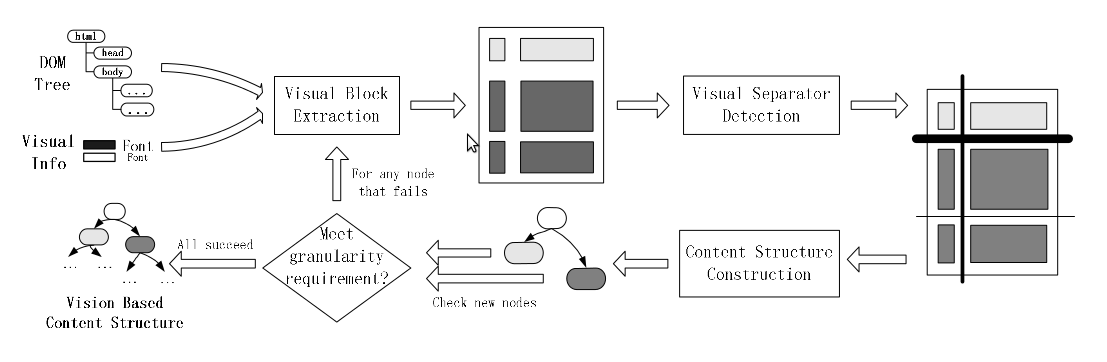 html
head
body
...
...
DOM
Tree
Visual
Info
Font
Font
Visual Block
Extraction
Visual Separator
Detection
For any node
that fails
Content Structure
Construction
Check new nodes
Meet
granularity
requirement?
All succeed
... ...
... ...
Vision Based
Content Structure